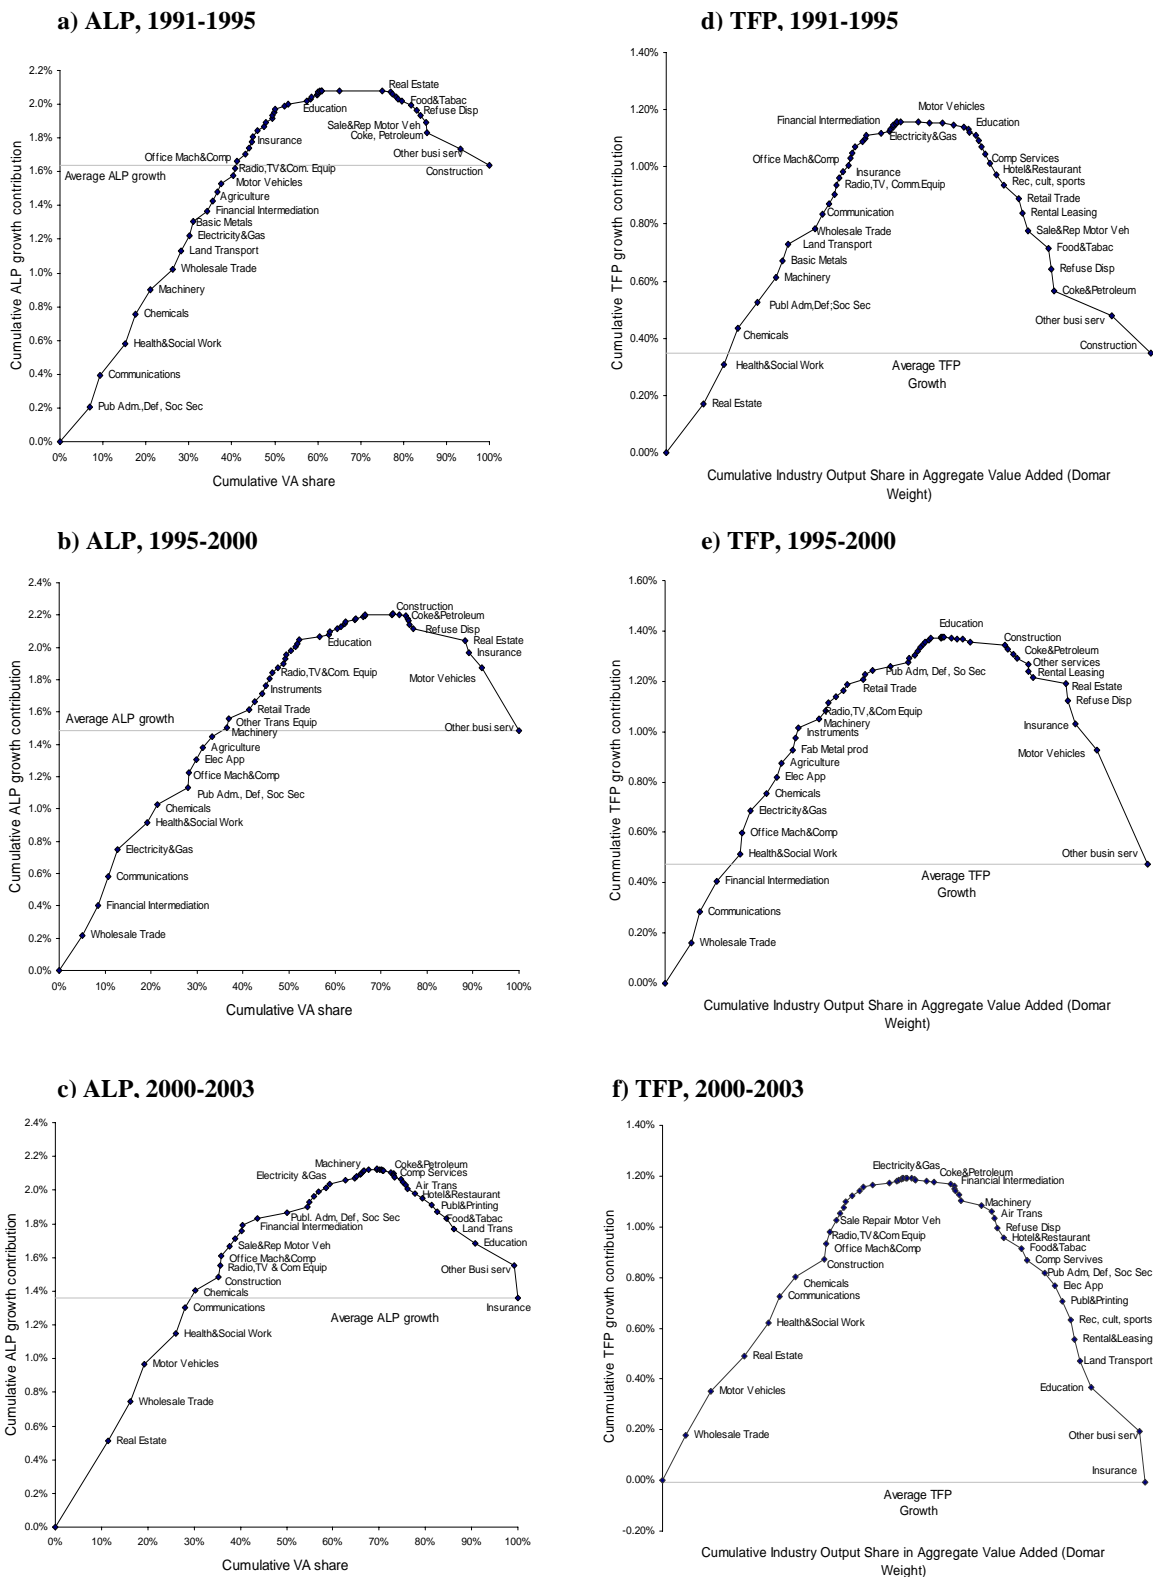 a) ALP, 1991-1995
Cumulative ALP growth contribution
2.2%
2.0%
1.8%
1.6%
1.4%
1.2%
1.0%
0.8%
0.6%
0.4%
0.2%
0.0%
Real Estate
Food&Tabac
Refuse Disp
Education
Sale&Rep Motor Veh
Coke, Petroleum
Insurance
Other busi serv
Office Mach&Comp
Radio,TV&Com. Equip
Construction
Average ALP growth
Motor Vehicles
Agriculture
Financial Intermediation
Basic Metals
Electricity&Gas
Land Transport
Wholesale Trade
Machinery
Chemicals
Health&Social Work
Communications
Pub Adm.,Def, Soc Sec
0% 10% 20% 30% 40% 50% 60% 70% 80% 90% 100%
Cumulative VA share
d) TFP, 1991-1995
Cumulative TFP growth contribution
1.40%
1.20%
1.00%
0.80%
0.60%
0.40%
0.20%
0.00%
Motor Vehicles
Financial Intermediation
Education
Electricity&Gas
Office Mach&Comp
Comp Services
Insurance
Hotel&Restaurant
Radio,TV, Comm.Equip
Rec, cult, sports
Retail Trade
Communication
Rental Leasing
Wholesale Trade
Sale&Rep Motor Veh
Land Transport
Food&Tabac
Basic Metals
Refuse Disp
Machinery
Coke&Petroleum
Publ Adm,Def;Soc Sec
Other busi serv
Chemicals
Construction
Health&Social Work
Average TFP
Growth
Real Estate
Cumulative Industry Output Share in Aggregate Value Added (Domar
Weight)
b) ALP, 1995-2000
Cumulative ALP growth contribution
2.4%
2.2%
2.0%
1.8%
1.6%
1.4%
1.2%
1.0%
0.8%
0.6%
0.4%
0.2%
0.0%
Construction
Coke&Petroleum
Refuse Disp
Education
Real Estate
Insurance
Radio,TV&Com. Equip
Motor Vehicles
Instruments
Retail Trade
Average ALP growth
Other Trans Equip
Other busi serv
Machinery
Agriculture
Elec App
Office Mach&Comp
Pub Adm., Def, Soc Sec
Chemicals
Health&Social Work
Electricity&Gas
Communications
Financial Intermediation
Wholesale Trade
0% 10% 20% 30% 40% 50% 60% 70% 80% 90% 100%
Cumulative VA share
e) TFP, 1995-2000
Cummulative TFP growth contribution
1.60%
1.40%
1.20%
1.00%
0.80%
0.60%
0.40%
0.20%
0.00%
Education
Construction
Coke&Petroleum
Other services
Pub Adm, Def, So Sec
Rental Leasing
Retail Trade
Real Estate
Refuse Disp
Radio,TV,&Com Equip
Machinery
Insurance
Instruments
Fab Metal prod
Motor Vehicles
Agriculture
Elec App
Chemicals
Electricity&Gas
Office Mach&Comp
Health&Social Work
Other busin serv
Average TFP
Growth
Financial Intermediation
Communications
Wholesale Trade
Cumulative Industry Output Share in Aggregate Value Added (Domar
Weight)
c) ALP, 2000-2003
Cumulative ALP growth contribution
2.4%
2.2%
2.0%
1.8%
1.6%
1.4%
1.2%
1.0%
0.8%
0.6%
0.4%
0.2%
0.0%
Machinery
Coke&Petroleum
Comp Services
Electricity &Gas
Air Trans
Hotel&Restaurant
Publ&Printing
Publ. Adm, Def, Soc Sec
Food&Tabac
Financial Intermediation
Land Trans
Sale&Rep Motor Veh
Education
Office Mach&Comp
Radio,TV & Com Equip
Other Busi serv
Construction
Chemicals
Insurance
Communications
Average ALP growth
Health&Social Work
Motor Vehicles
Wholesale Trade
Real Estate
0% 10% 20% 30% 40% 50% 60% 70% 80% 90% 100%
Cumulative VA share
f) TFP, 2000-2003
Cummulative TFP growth contribution
1.40%
1.20%
1.00%
0.80%
0.60%
0.40%
0.20%
0.00%
-0.20%
Electricity&Gas
Coke&Petroleum
Financial Intermediation
Machinery
Air Trans
Sale Repair Motor Veh
Refuse Disp
Radio,TV&Com Equip
Hotel&Restaurant
Office Mach&Comp
Food&Tabac
Construction
Comp Servives
Pub Adm, Def, Soc Sec
Chemicals
Elec App
Communications
Publ&Printing
Health&Social Work
Rec, cult, sports
Rental&Leasing
Real Estate
Land Transport
Motor Vehicles
Education
Wholesale Trade
Other busi serv
Insurance
Average TFP
Growth
Cumulative Industry Output Share in Aggregate Value Added (Domar
Weight)